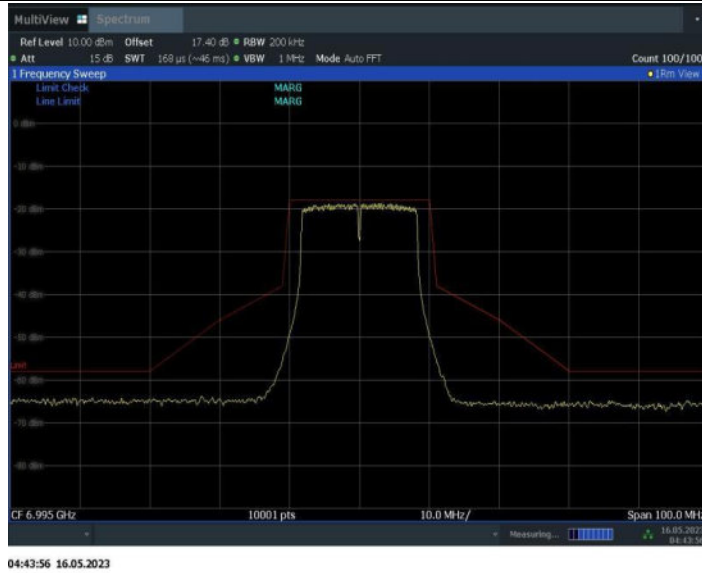 MultiView Spectrum
Ref Level 10.00 dBm Offset 17.40 dB RBW 200 kHz
Att 15 dB SWT 168 µs (~46 ms) VBW 1 MHz Mode Auto FFT Count 100/100
1 Frequency Sweep 1Rm View
Limit Check MARG
Line Limit MARG
0 dBm
-10 dBm
-20 dBm
-30 dBm
-40 dBm
-50 dBm
-60 dBm
-70 dBm
-80 dBm
CF 6.995 GHz 10001 pts 10.0 MHz/ Span 100.0 MHz
Measuring... 16.05.2023
04:43:56
04:43:56 16.05.2023